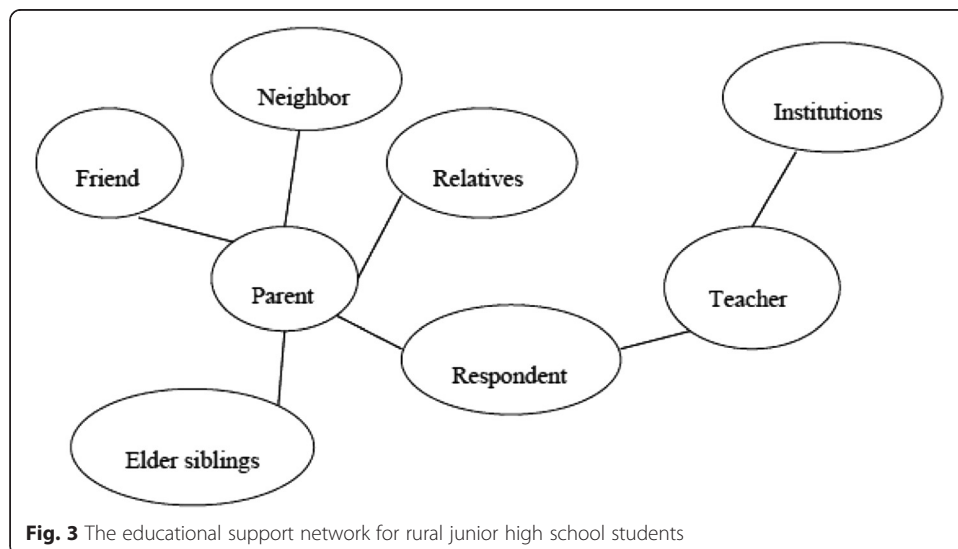 Neighbor
Institutions
Friend
Relatives
Parent
Teacher
Respondent
Elder siblings
Fig. 3 The educational support network for rural junior high school students